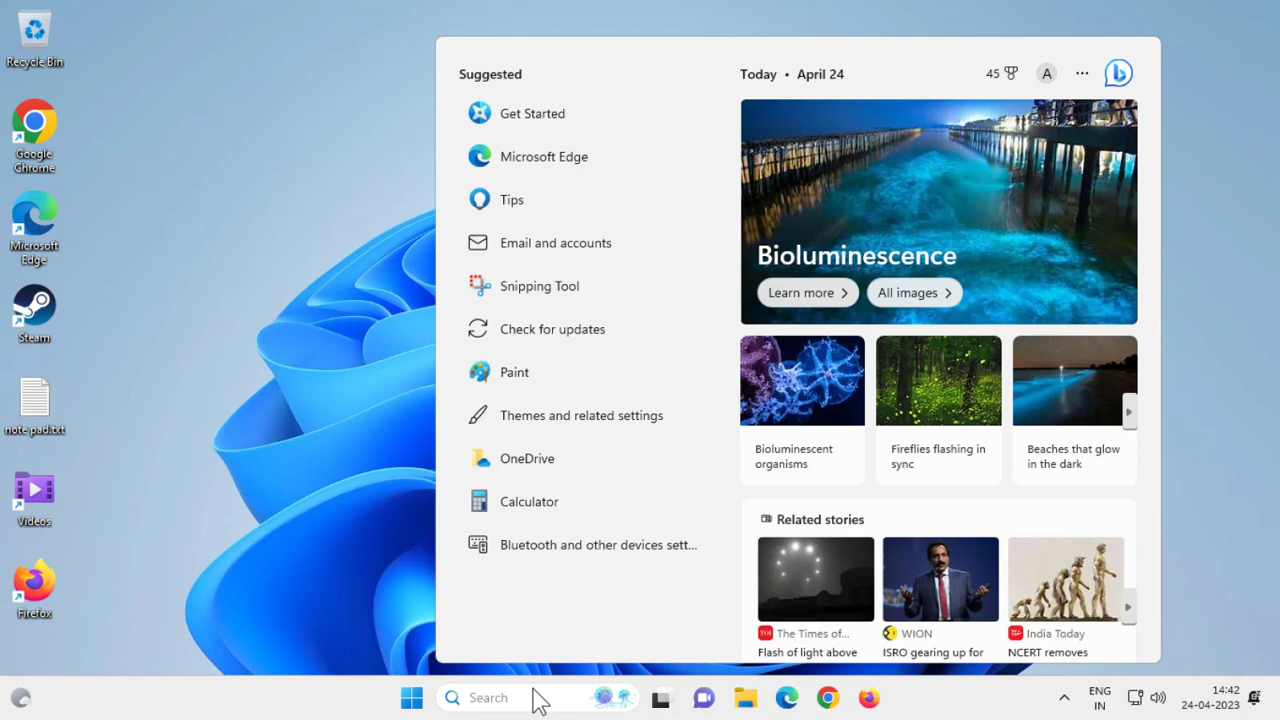 Recycle Bin
Google
Chrome
Microsoft
Edge
Steam
note pad.txt
Videos
Firefox
Suggested
Get Started
Microsoft Edge
Tips
Email and accounts
Snipping Tool
Check for updates
Paint
Themes and related settings
OneDrive
Calculator
Bluetooth and other devices sett...
Today • April 24
45
A
Bioluminescence
Learn more
All images
Bioluminescent
organisms
Fireflies flashing in
sync
Beaches that glow
in the dark
Related stories
TOI The Times of...
Flash of light above
WION
ISRO gearing up for
India Today
NCERT removes
Search
ENG
IN
14:42
24-04-2023